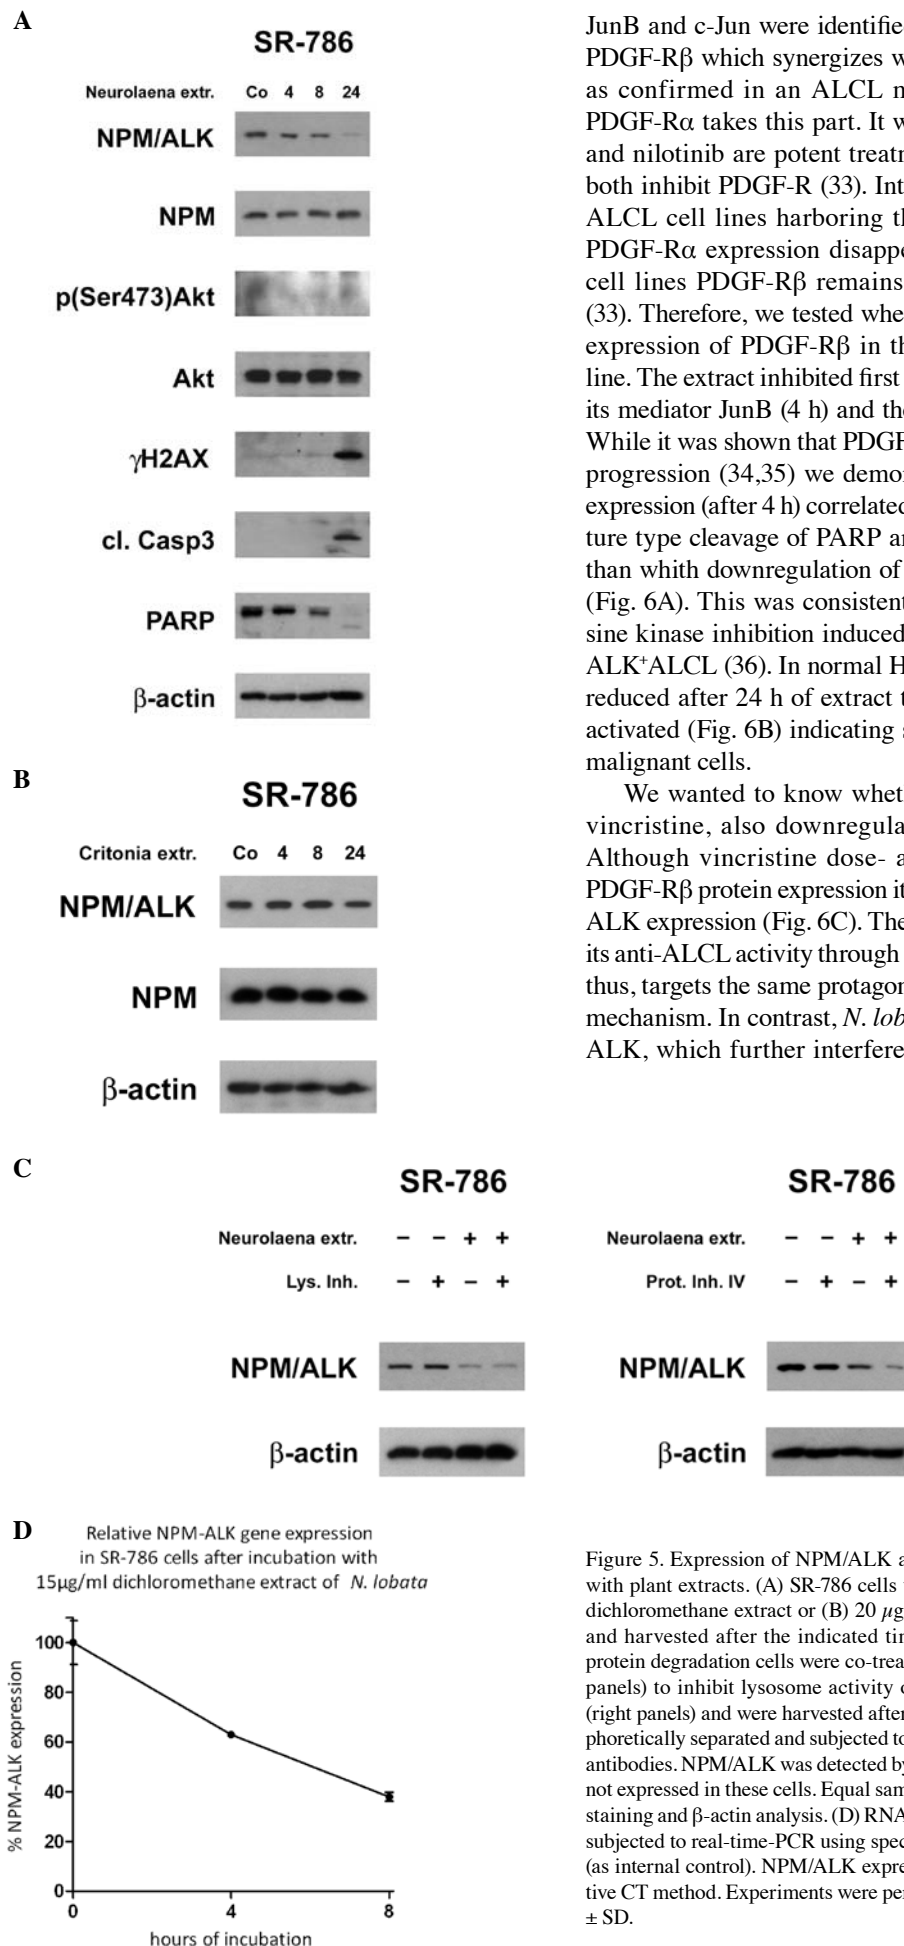 A
SR-786
Neurolaena extr. Co 4 8 24
NPM/ALK
NPM
p(Ser473)Akt
Akt
γH2AX
cl. Casp3
PARP
β-actin
B
SR-786
Critonia extr. Co 4 8 24
NPM/ALK
NPM
β-actin
JunB and c-Jun were identifie
PDGF-Rβ which synergizes w
as confirmed in an ALCL m
PDGF-Rα takes this part. It w
and nilotinib are potent treatm
both inhibit PDGF-R (33). Int
ALCL cell lines harboring th
PDGF-Rα expression disappe
cell lines PDGF-Rβ remains
(33). Therefore, we tested whe
expression of PDGF-Rβ in th
line. The extract inhibited first
its mediator JunB (4 h) and the
While it was shown that PDGF
progression (34,35) we demon
expression (after 4 h) correlated
ture type cleavage of PARP an
than whith downregulation of
(Fig. 6A). This was consistent
sine kinase inhibition induced
ALK+ALCL (36). In normal H
reduced after 24 h of extract t
activated (Fig. 6B) indicating s
malignant cells.
We wanted to know wheth
vincristine, also downregula
Although vincristine dose- a
PDGF-Rβ protein expression it
ALK expression (Fig. 6C). The
its anti-ALCL activity through
thus, targets the same protagon
mechanism. In contrast, N. lob
ALK, which further interfere
C
SR-786
Neurolaena extr. − − + +
Lys. Inh. − + − +
NPM/ALK
β-actin
SR-786
Neurolaena extr. − − + +
Prot. Inh. IV − + − +
NPM/ALK
β-actin
D
Relative NPM-ALK gene expression
in SR-786 cells after incubation with
15µg/ml dichloromethane extract of N. lobata
% NPM-ALK expression
100
80
60
40
20
0
0 4 8
hours of incubation
Figure 5. Expression of NPM/ALK a
with plant extracts. (A) SR-786 cells
dichloromethane extract or (B) 20 µg
and harvested after the indicated tim
protein degradation cells were co-trea
panels) to inhibit lysosome activity o
(right panels) and were harvested after
phoretically separated and subjected to
antibodies. NPM/ALK was detected by
not expressed in these cells. Equal sam
staining and β-actin analysis. (D) RNA
subjected to real-time-PCR using spec
(as internal control). NPM/ALK expre
tive CT method. Experiments were per
± SD.